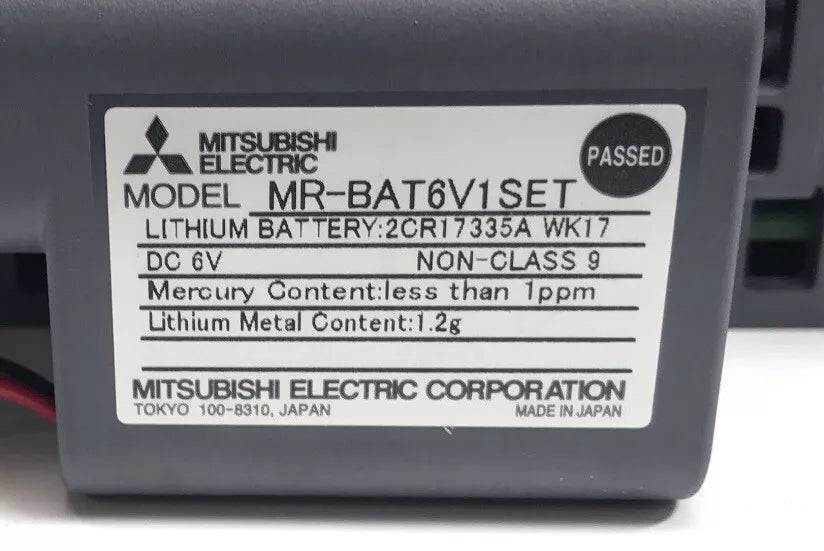 MITSUBISHI
ELECTRIC
PASSED
MODEL MR-BAT6V1SET
LITHIUM BATTERY:2CR17335A WK17
DC 6V NON-CLASS 9
Mercury Content:less than 1ppm
Lithium Metal Content:1.2g
MITSUBISHI ELECTRIC CORPORATION
TOKYO 100-8310, JAPAN MADE IN JAPAN